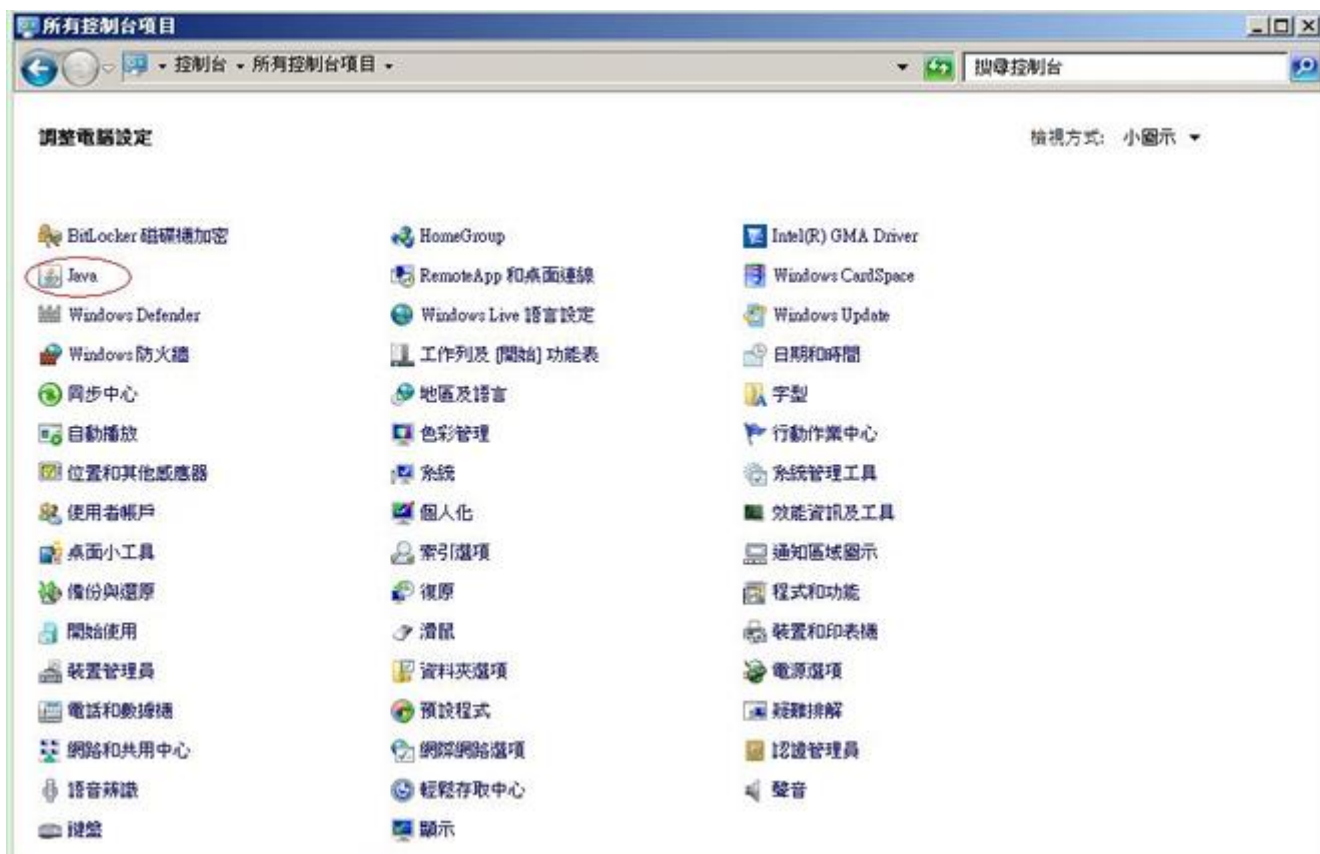 所有控制台項目
控制台 所有控制台項目
搜尋控制台
調整電腦設定
檢視方式: 小圖示
BitLocker 磁碟機加密 HomeGroup Intel(R) GMA Driver
Java RemoteApp 和桌面連線 Windows CardSpace
Windows Defender Windows Live 語言設定 Windows Update
Windows 防火牆 工作列及 [開始] 功能表 日期和時間
同步中心 地區及語言 字型
自動播放 色彩管理 行動作業中心
位置和其他感應器 系統 系統管理工具
使用者帳戶 個人化 效能資訊及工具
桌面小工具 索引選項 通知區域圖示
備份與還原 復原 程式和功能
開始使用 滑鼠 裝置和印表機
裝置管理員 資料夾選項 電源選項
電話和數據機 預設程式 疑難排解
網路和共用中心 網際網路選項 認證管理員
語音辨識 輕鬆存取中心 聲音
鍵盤 顯示